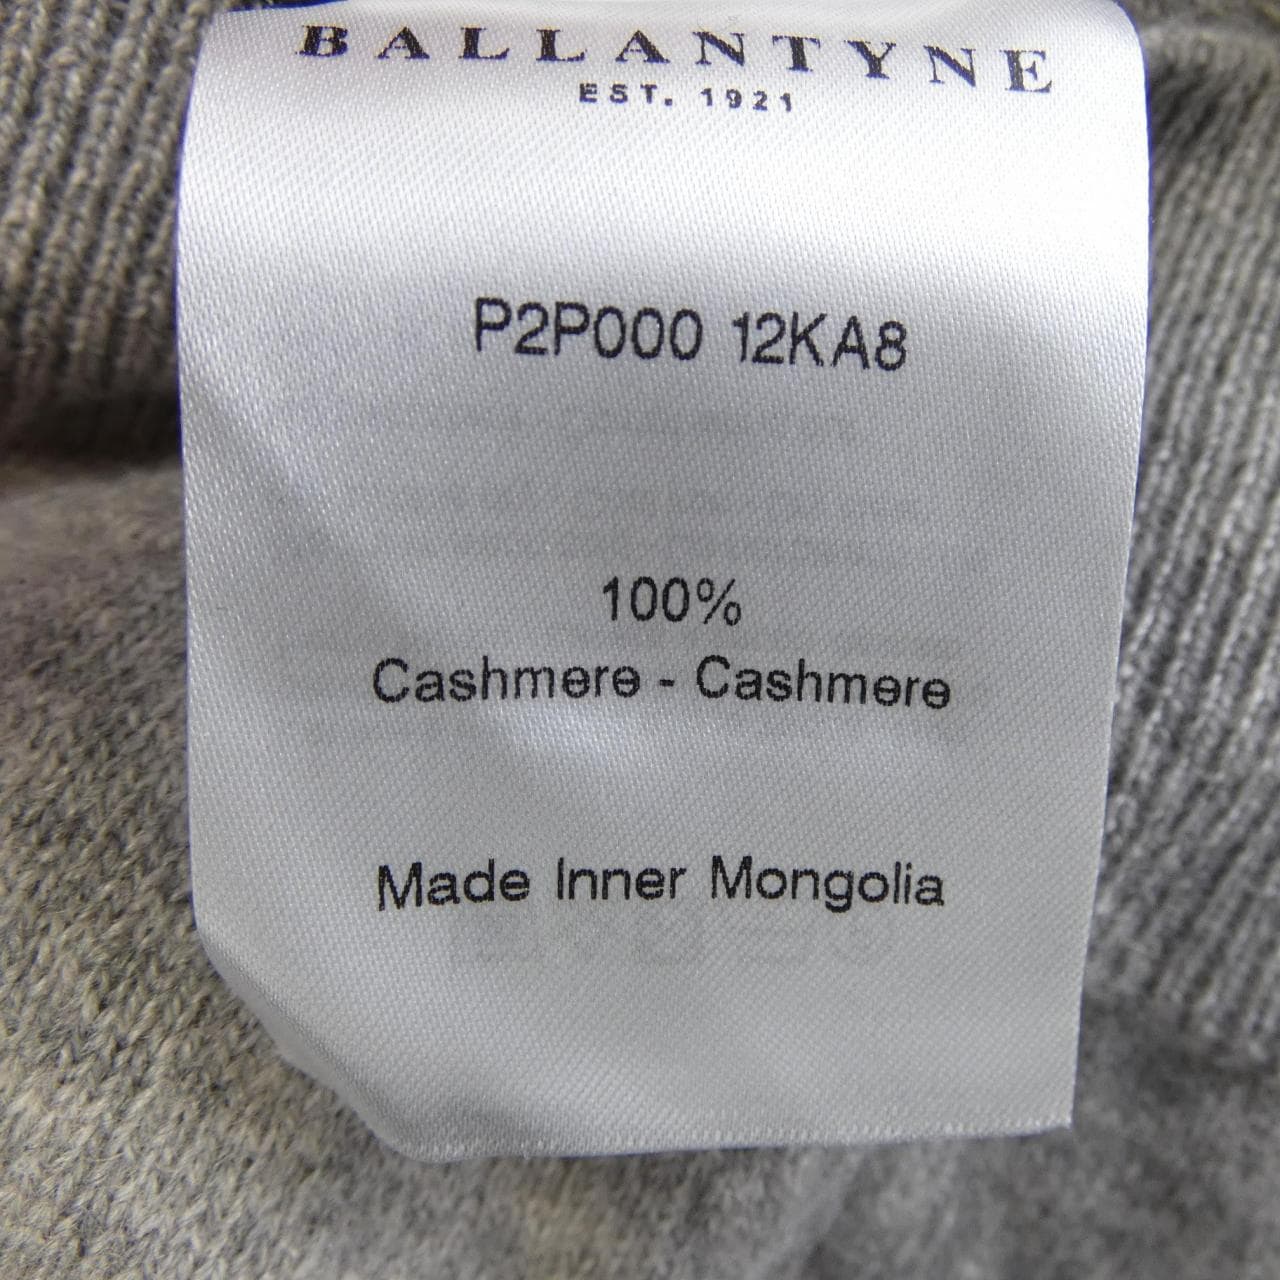 BALLANTYNE
EST. 1921
P2P000 12KA8
100%
Cashmere - Cashmere
Made Inner Mongolia